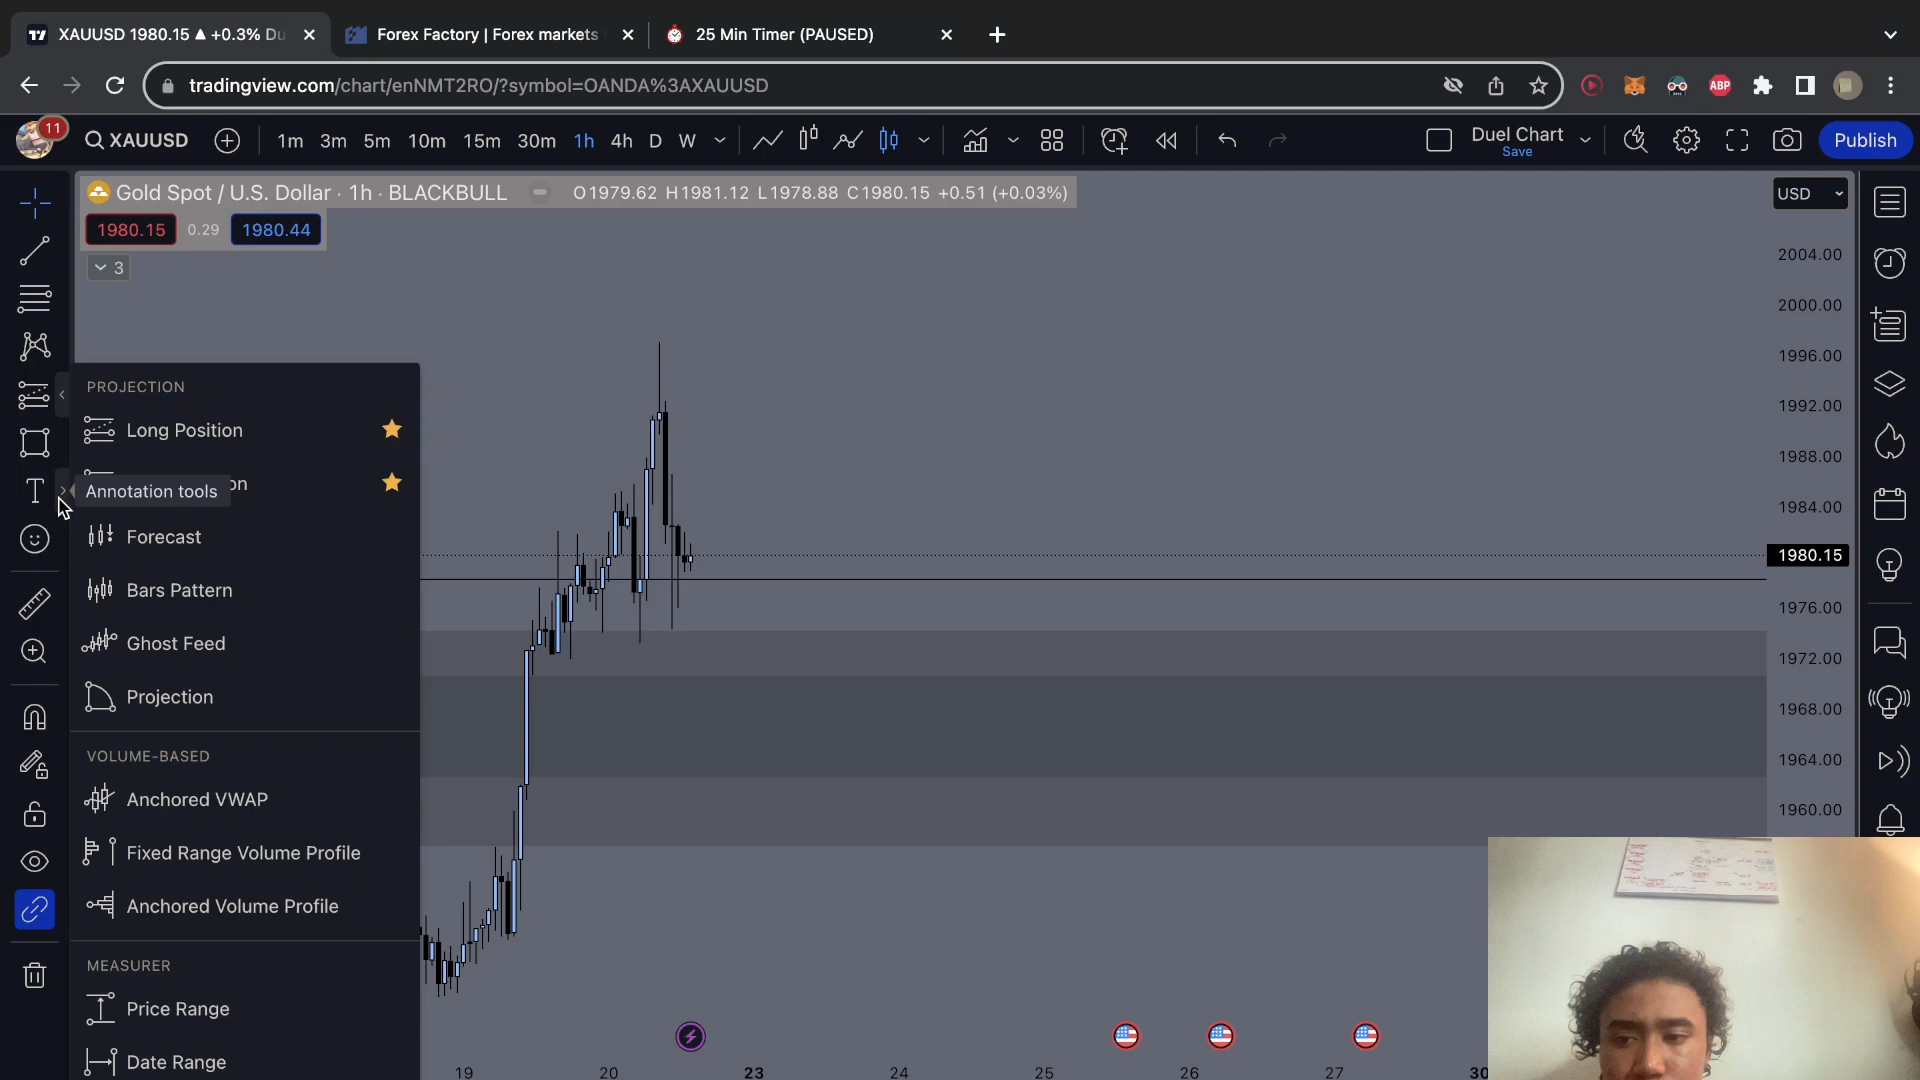 XAUUSD 1980.15 ▲ +0.3% Du
Forex Factory | Forex markets
25 Min Timer (PAUSED)
tradingview.com/chart/enNMT2RO/?symbol=OANDA%3AXAUUSD
ABP
11
XAUUSD
1m 3m 5m 10m 15m 30m 1h 4h D W
Duel Chart
Save
Publish
Gold Spot / U.S. Dollar · 1h · BLACKBULL
O1979.62 H1981.12 L1978.88 C1980.15 +0.51 (+0.03%)
USD
1980.15 0.29 1980.44
3
2004.00
2000.00
1996.00
1992.00
1988.00
1984.00
1980.15
1976.00
1972.00
1968.00
1964.00
1960.00
PROJECTION
Long Position
on
Annotation tools
Forecast
Bars Pattern
Ghost Feed
Projection
VOLUME-BASED
Anchored VWAP
Fixed Range Volume Profile
Anchored Volume Profile
MEASURER
Price Range
Date Range
19 20 23 24 25 26 27 30